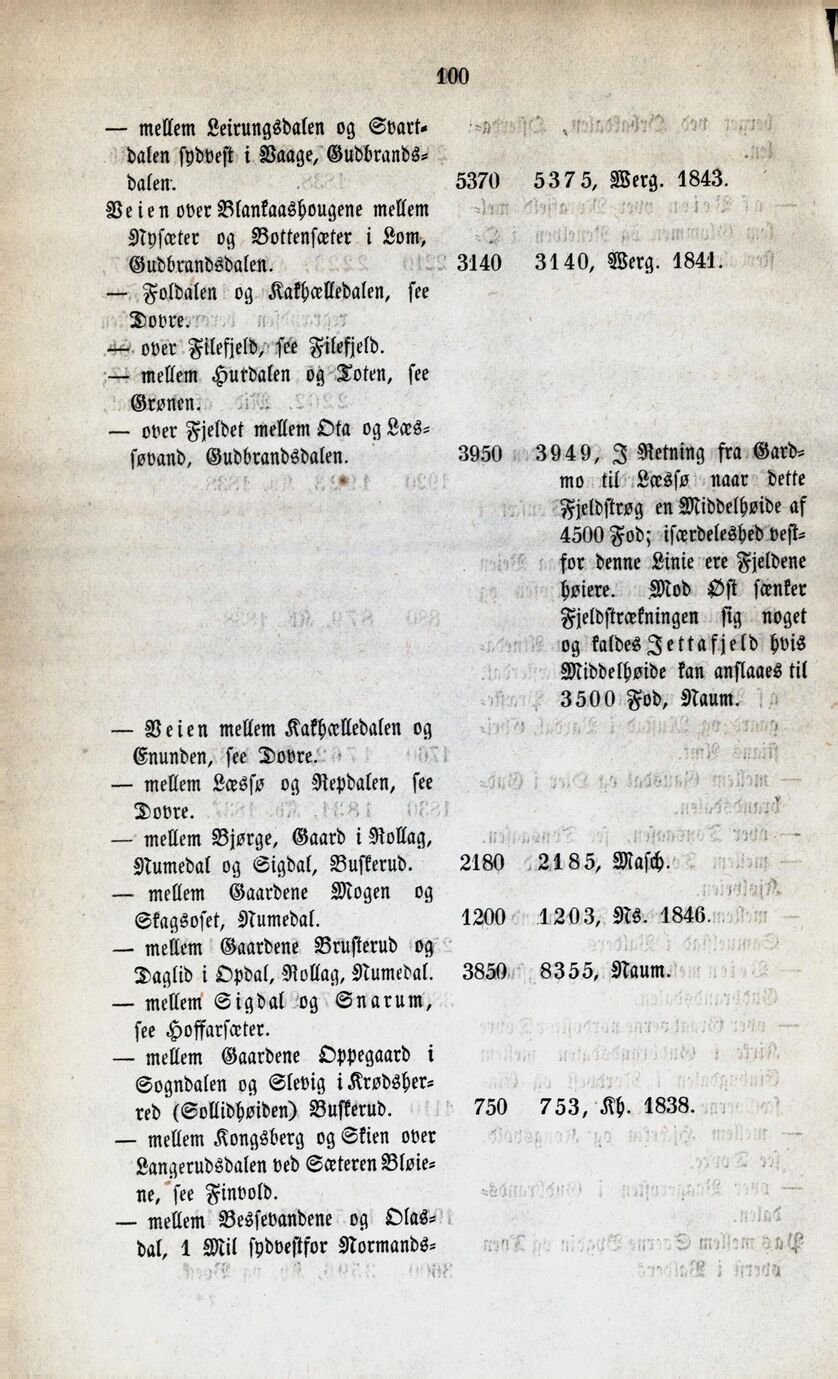 100
— mellem Leirungsdalen og Svart-
dalen sydvest i Vaage, Gudbrands-
dalen. 5370 5375, Werg. 1843.
Veien over Blankaashougene mellem
Nysæter og Bottensæter i Lom,
Gudbrandsdalen. 3140 3140, Werg. 1841.
— Foldalen og Kakhælledalen, see
Dovre.
— over Filefjeld, see Filefjeld.
— mellem Hurdalen og Toten, see
Grønen.
— over Fjeldet mellem Ota og Læs-
søvand, Gudbrandsdalen. 3950 3949, I Retning fra Gard-
mo til Læssø naar dette
Fjeldstrøg en Middelhøide af
4500 Fod; isærdeleshed vest-
for denne Linie ere Fjeldene
høiere. Mod Øst sænker
Fjeldstrækningen sig noget
og kaldes Jettafjeld hvis
Middelhøide kan anslaaes til
3500 Fod, Naum.
— Veien mellem Kakhælledalen og
Enunden, see Dovre.
— mellem Læssø og Repdalen, see
Dovre.
— mellem Bjørge, Gaard i Rollag,
Numedal og Sigdal, Buskerud. 2180 2185, Masch.
— mellem Gaardene Mogen og
Skagsoset, Numedal. 1200 1203, Ns. 1846.
— mellem Gaardene Brusterud og
Daglid i Opdal, Rollag, Numedal. 3850 8355, Naum.
— mellem Sigdal og Snarum,
see Hoffarsæter.
— mellem Gaardene Oppegaard i
Sogndalen og Slevig i Krødsher-
red (Sollidhøiden) Buskerud. 750 753, Kh. 1838.
— mellem Kongsberg og Skien over
Langerudsdalen ved Sæteren Bløie-
ne, see Finvold.
— mellem Bessevandene og Olas-
dal, 1 Mil sydvestfor Normands-